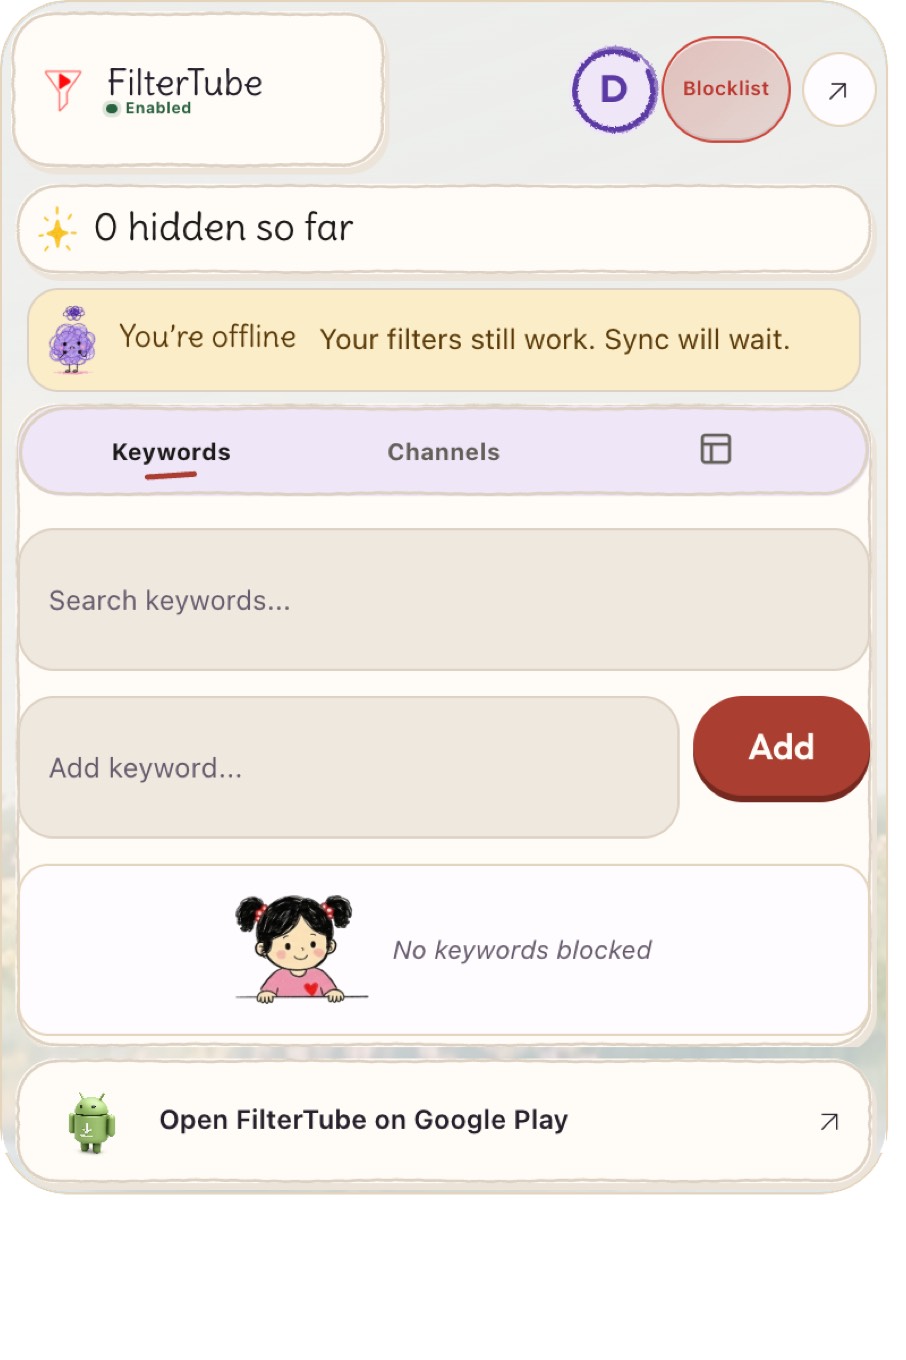 FilterTube
Enabled
D
Blocklist
0 hidden so far
You're offline Your filters still work. Sync will wait.
Keywords
Channels
Search keywords...
Add keyword...
Add
No keywords blocked
Open FilterTube on Google Play